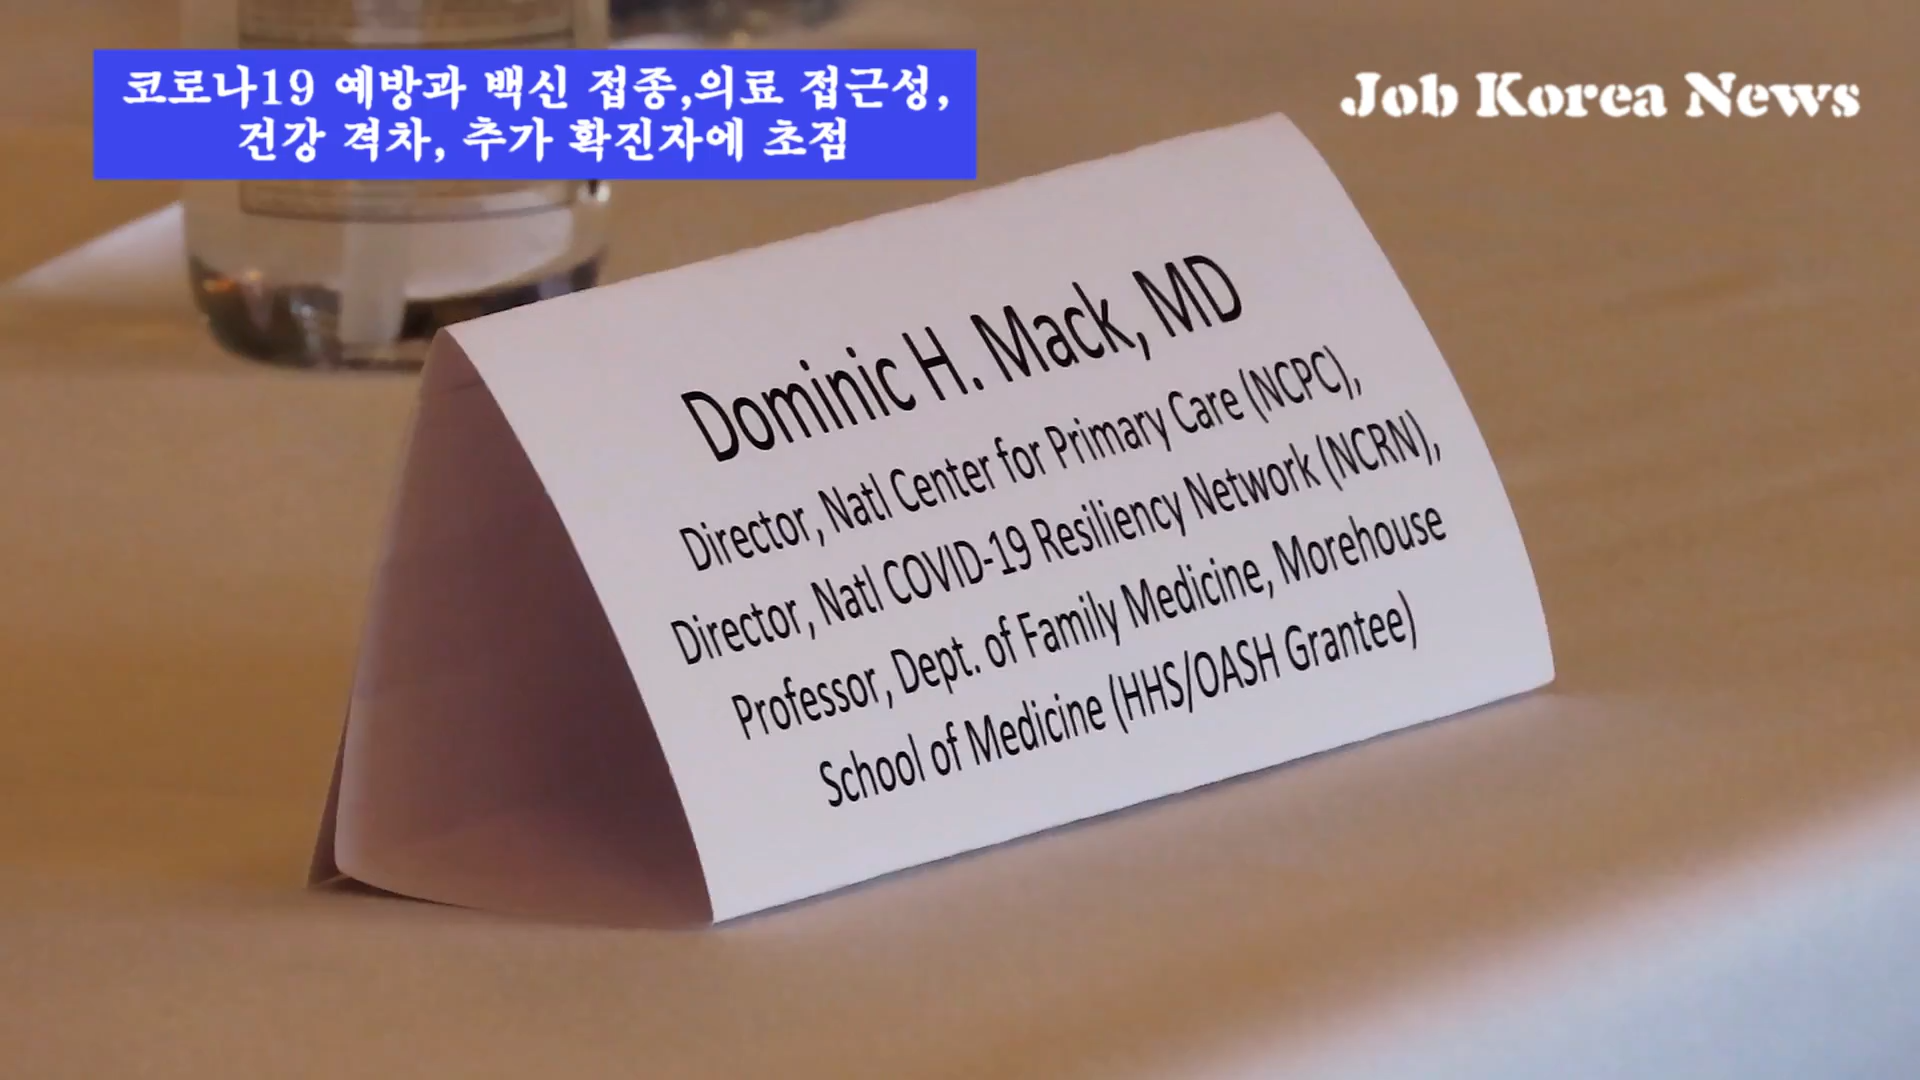 코로나19 예방과 백신 접종,의료 접근성,
건강 격차, 추가 확진자에 초점
Job Korea News
Dominic H. Mack, MD
Director, Natl Center for Primary Care (NCPC),
Director, Natl COVID-19 Resiliency Network (NCRN),
Professor, Dept. of Family Medicine, Morehouse
School of Medicine (HHS/OASH Grantee)